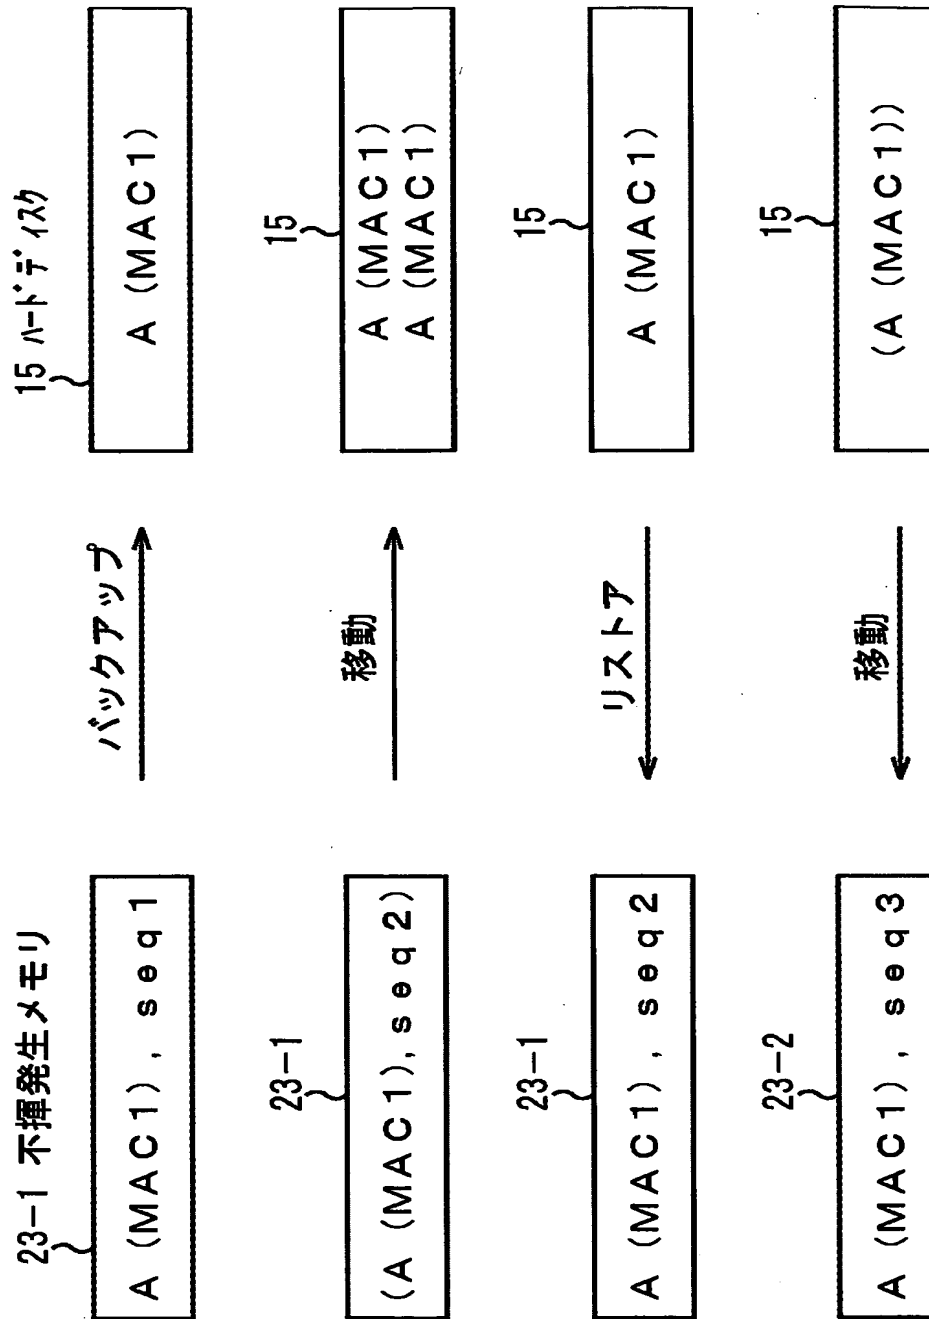 23-1 不揮発生メモリ
15 ハードディスク
A (MAC1), seq1
バックアップ
A (MAC1)
23-1
15
(A (MAC1), seq2)
移動
A (MAC1)
A (MAC1)
23-1
15
A (MAC1), seq2
リストア
A (MAC1)
23-2
15
A (MAC1), seq3
移動
(A (MAC1))